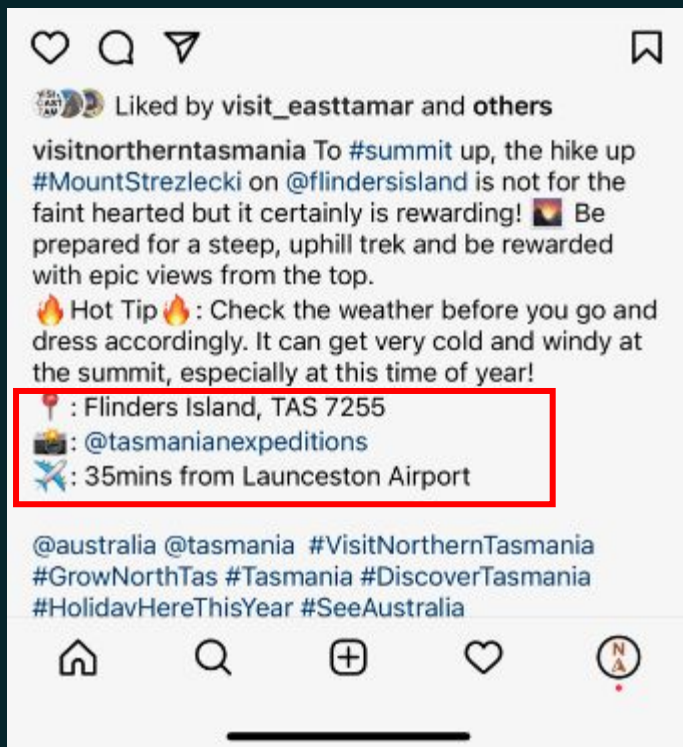 Liked by visit_easttamar and others
visitnortherntasmania To #summit up, the hike up
#MountStrezlecki on @flindersisland is not for the
faint hearted but it certainly is rewarding! 🌄 Be
prepared for a steep, uphill trek and be rewarded
with epic views from the top.
🔥Hot Tip🔥: Check the weather before you go and
dress accordingly. It can get very cold and windy at
the summit, especially at this time of year!
📍: Flinders Island, TAS 7255
📸: @tasmanianexpeditions
✈️: 35mins from Launceston Airport
@australia @tasmania #VisitNorthernTasmania
#GrowNorthTas #Tasmania #DiscoverTasmania
#HolidayHereThisYear #SeeAustralia
N
A